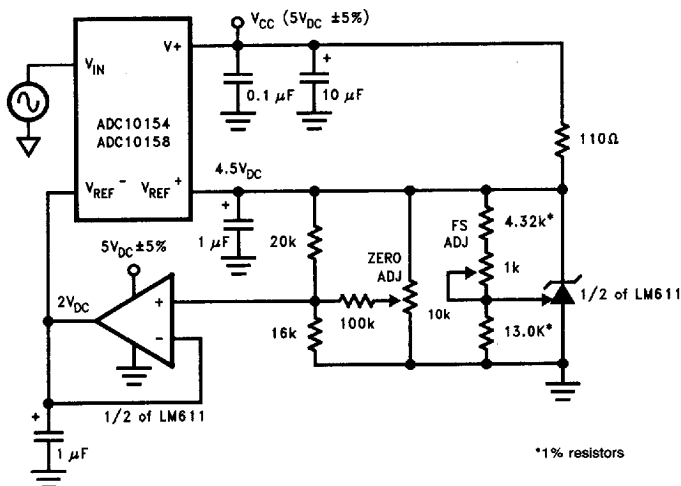 V+
VCC (5VDC ±5%)
VIN
+
0.1 µF
10 µF
ADC10154
ADC10158
110Ω
VREF-
VREF+
4.5VDC
+
1 µF
20k
FS
ADJ
4.32k*
5VDC ±5%
ZERO
ADJ
1k
2VDC
+
1/2 of LM611
100k
10k
-
16k
13.0K*
+
1/2 of LM611
1 µF
*1% resistors